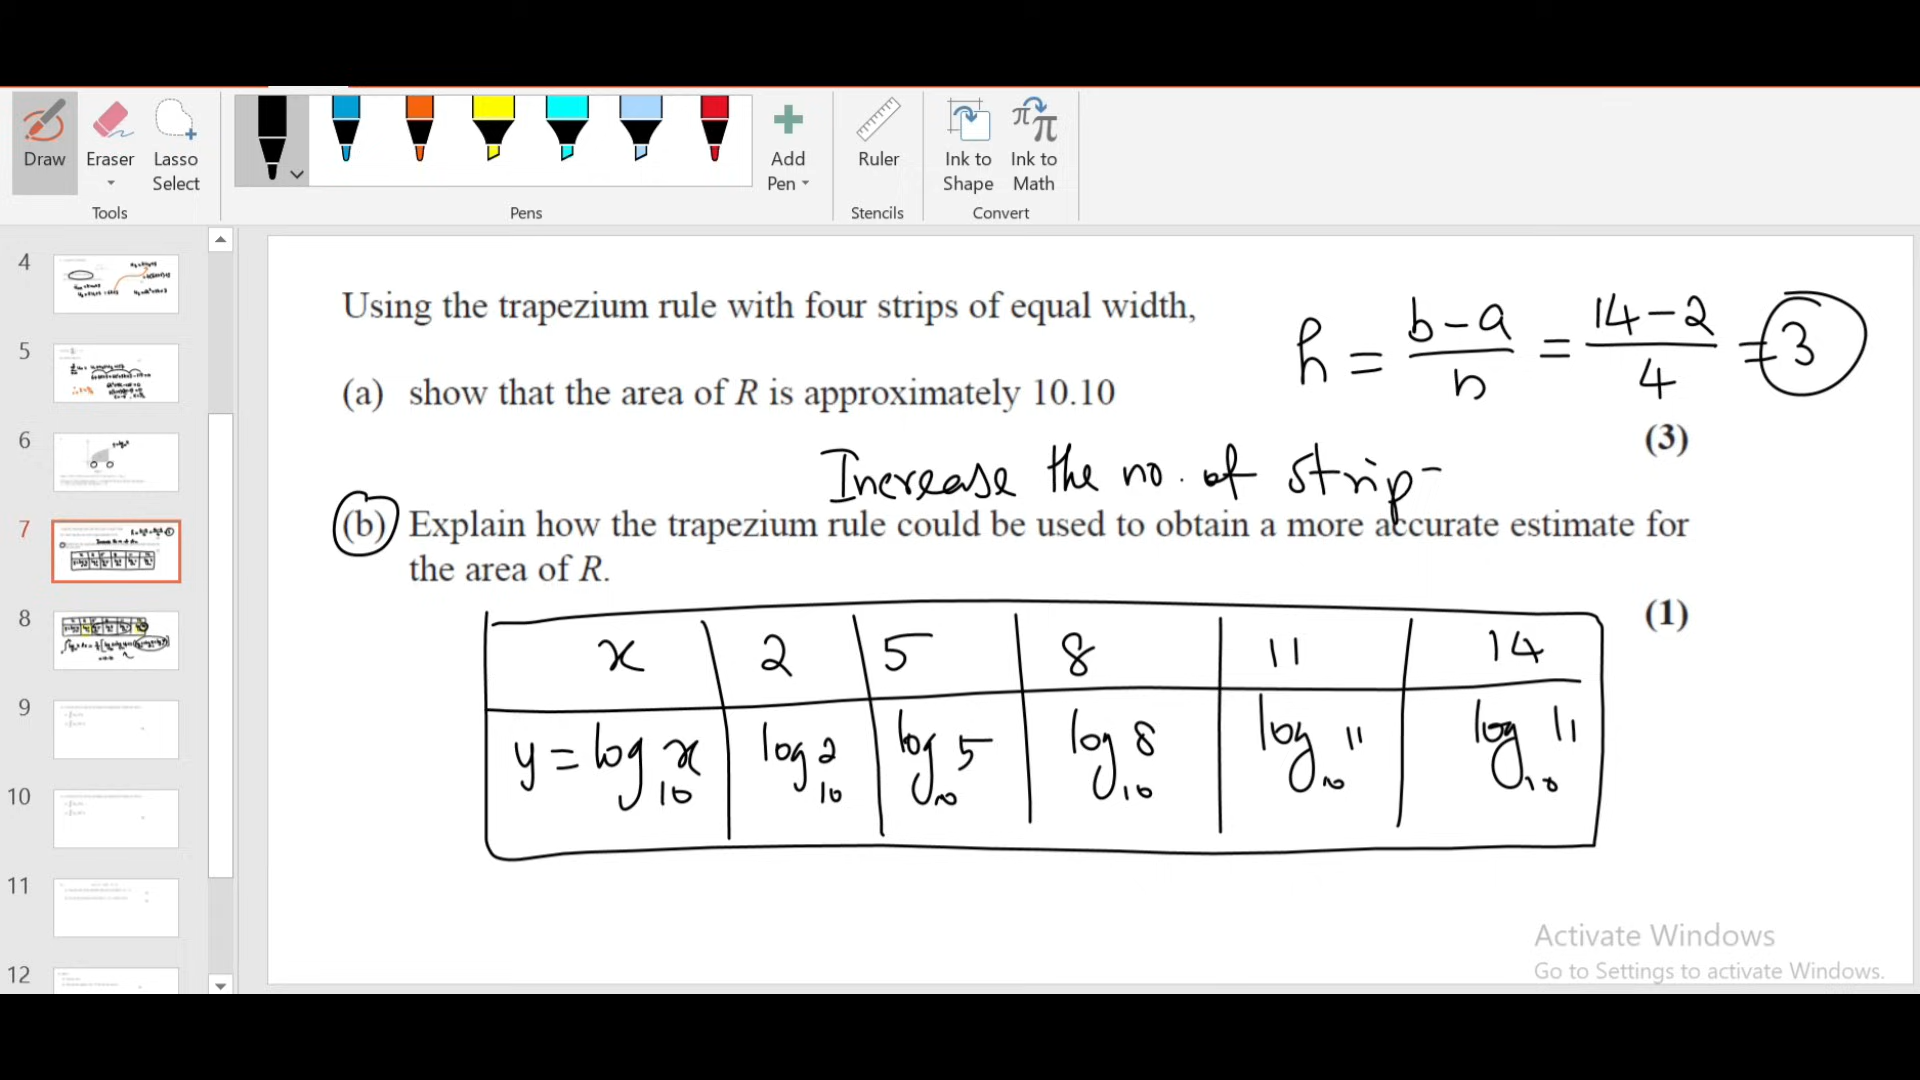 Draw
Eraser
Lasso
Select
Add
Pen
Ruler
Ink to
Shape
Ink to
Math
Tools
Pens
Stencils
Convert
4
5
6
7
8
9
10
11
12
Using the trapezium rule with four strips of equal width,
h = b-a / n = 14-2 / 4 = 3
(a) show that the area of R is approximately 10.10
(3)
Increase the no. of strip-
(b) Explain how the trapezium rule could be used to obtain a more accurate estimate for
the area of R.
(1)
x 2 5 8 11 14
y = log₁₀ x log₁₀ 2 log₁₀ 5 log₁₀ 8 log₁₀ 11 log₁₀ 11
Activate Windows
Go to Settings to activate Windows.